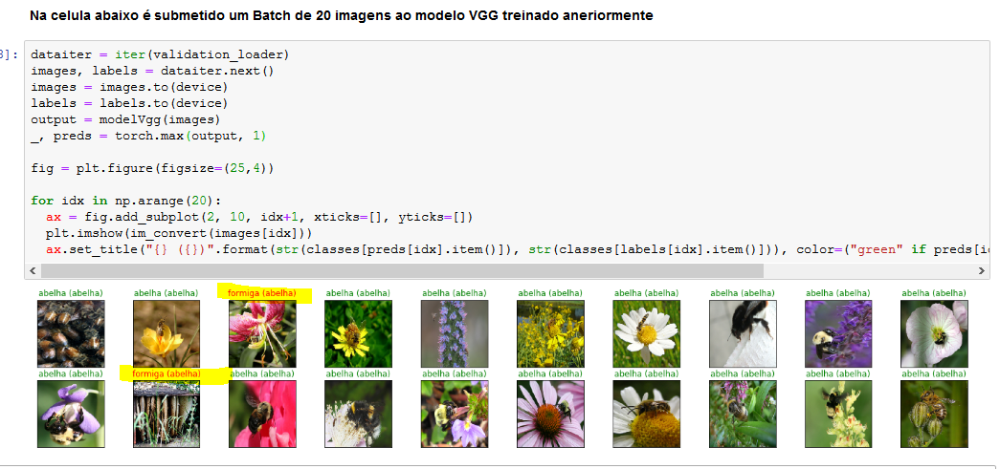 Na celula abaixo é submetido um Batch de 20 imagens ao modelo VGG treinado aneriormente
]:
dataiter = iter(validation_loader)
images, labels = dataiter.next()
images = images.to(device)
labels = labels.to(device)
output = modelVgg(images)
_, preds = torch.max(output, 1)
fig = plt.figure(figsize=(25,4))
for idx in np.arange(20):
ax = fig.add_subplot(2, 10, idx+1, xticks=[], yticks=[])
plt.imshow(im_convert(images[idx]))
ax.set_title("{} ({})".format(str(classes[preds[idx].item()]), str(classes[labels[idx].item()])), color=("green" if preds[i
abelha (abelha) abelha (abelha) formiga (abelha) abelha (abelha) abelha (abelha) abelha (abelha) abelha (abelha) abelha (abelha) abelha (abelha) abelha (abelha)
abelha (abelha) formiga (abelha) abelha (abelha) abelha (abelha) abelha (abelha) abelha (abelha) abelha (abelha) abelha (abelha) abelha (abelha) abelha (abelha)